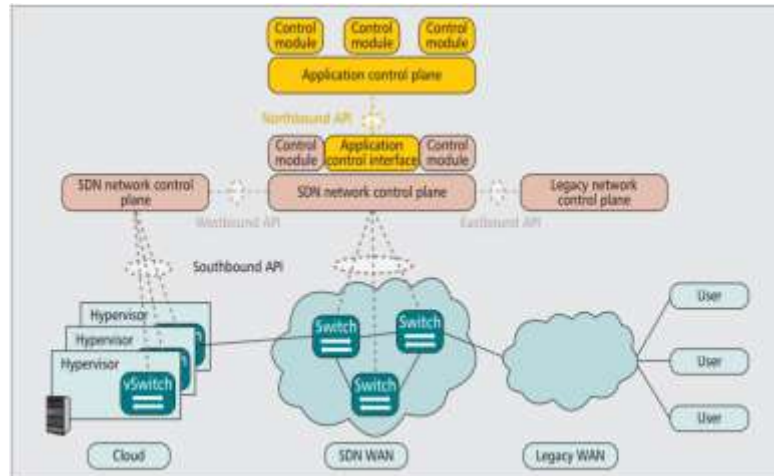 Control
module
Control
module
Control
module
Application control plane
Northbound API
Control
module
Application
control interface
Control
module
SDN network control
plane
SDN network control plane
Legacy network
control plane
Westbound API
Eastbound API
Southbound API
Hypervisor
Hypervisor
Hypervisor
vSwitch
Switch
Switch
Switch
User
User
User
Cloud
SDN WAN
Legacy WAN